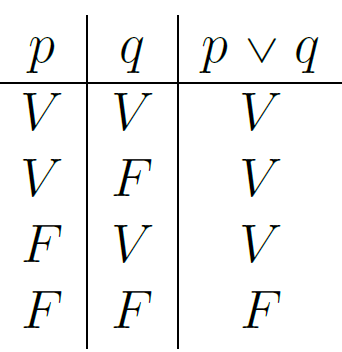 p q p ∨ q
V V V
V F V
F V V
F F F